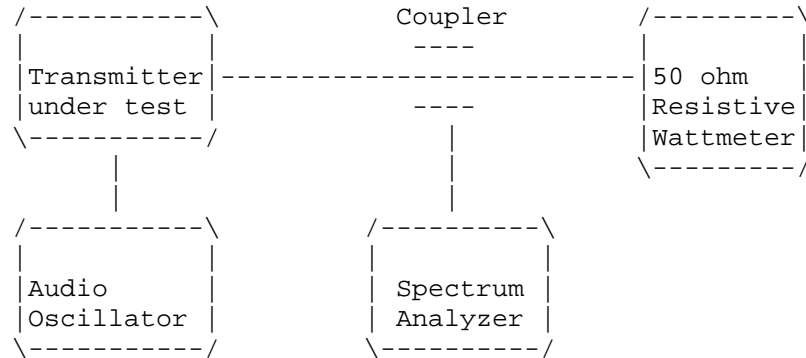 Coupler
Transmitter
under test
50 ohm
Resistive
Wattmeter
Audio
Oscillator
Spectrum
Analyzer